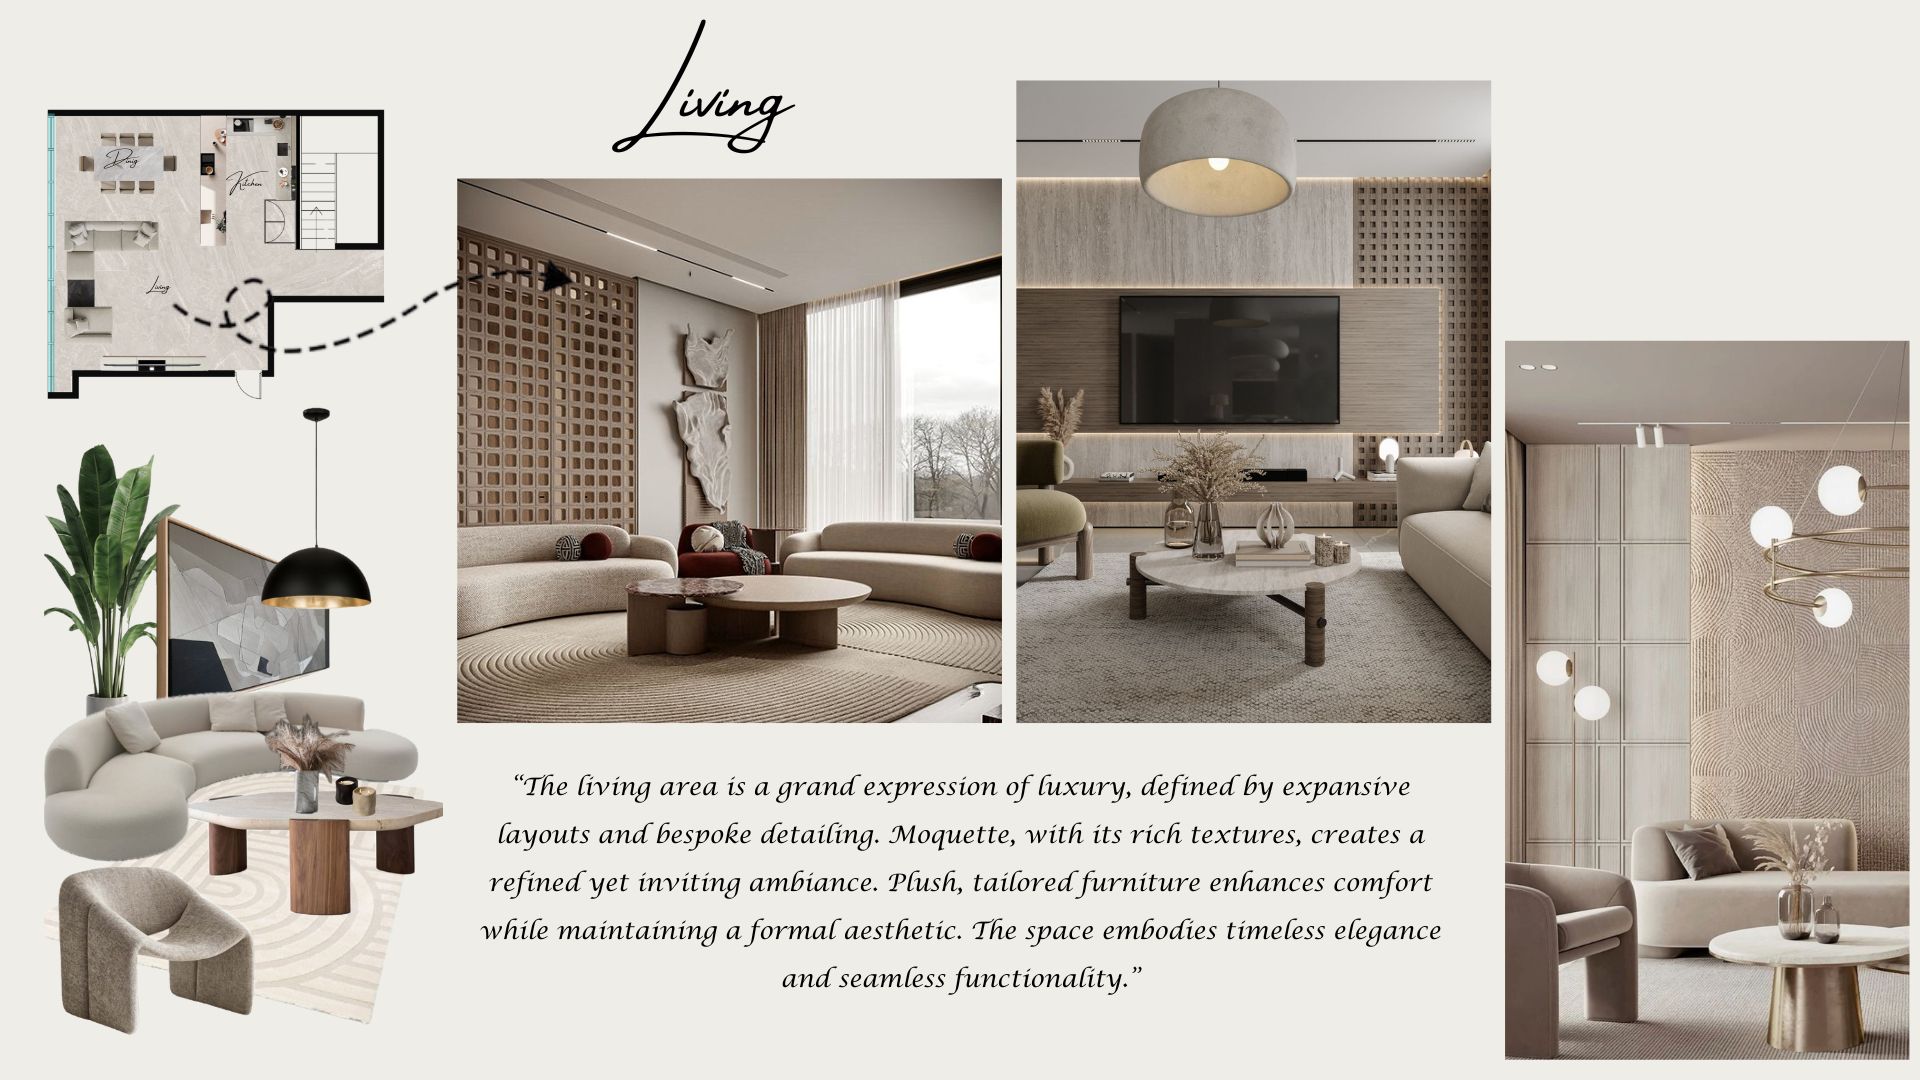 Living
Dinig
Kitchen
Living
“The living area is a grand expression of luxury, defined by expansive
layouts and bespoke detailing. Moquette, with its rich textures, creates a
refined yet inviting ambiance. Plush, tailored furniture enhances comfort
while maintaining a formal aesthetic. The space embodies timeless elegance
and seamless functionality.”